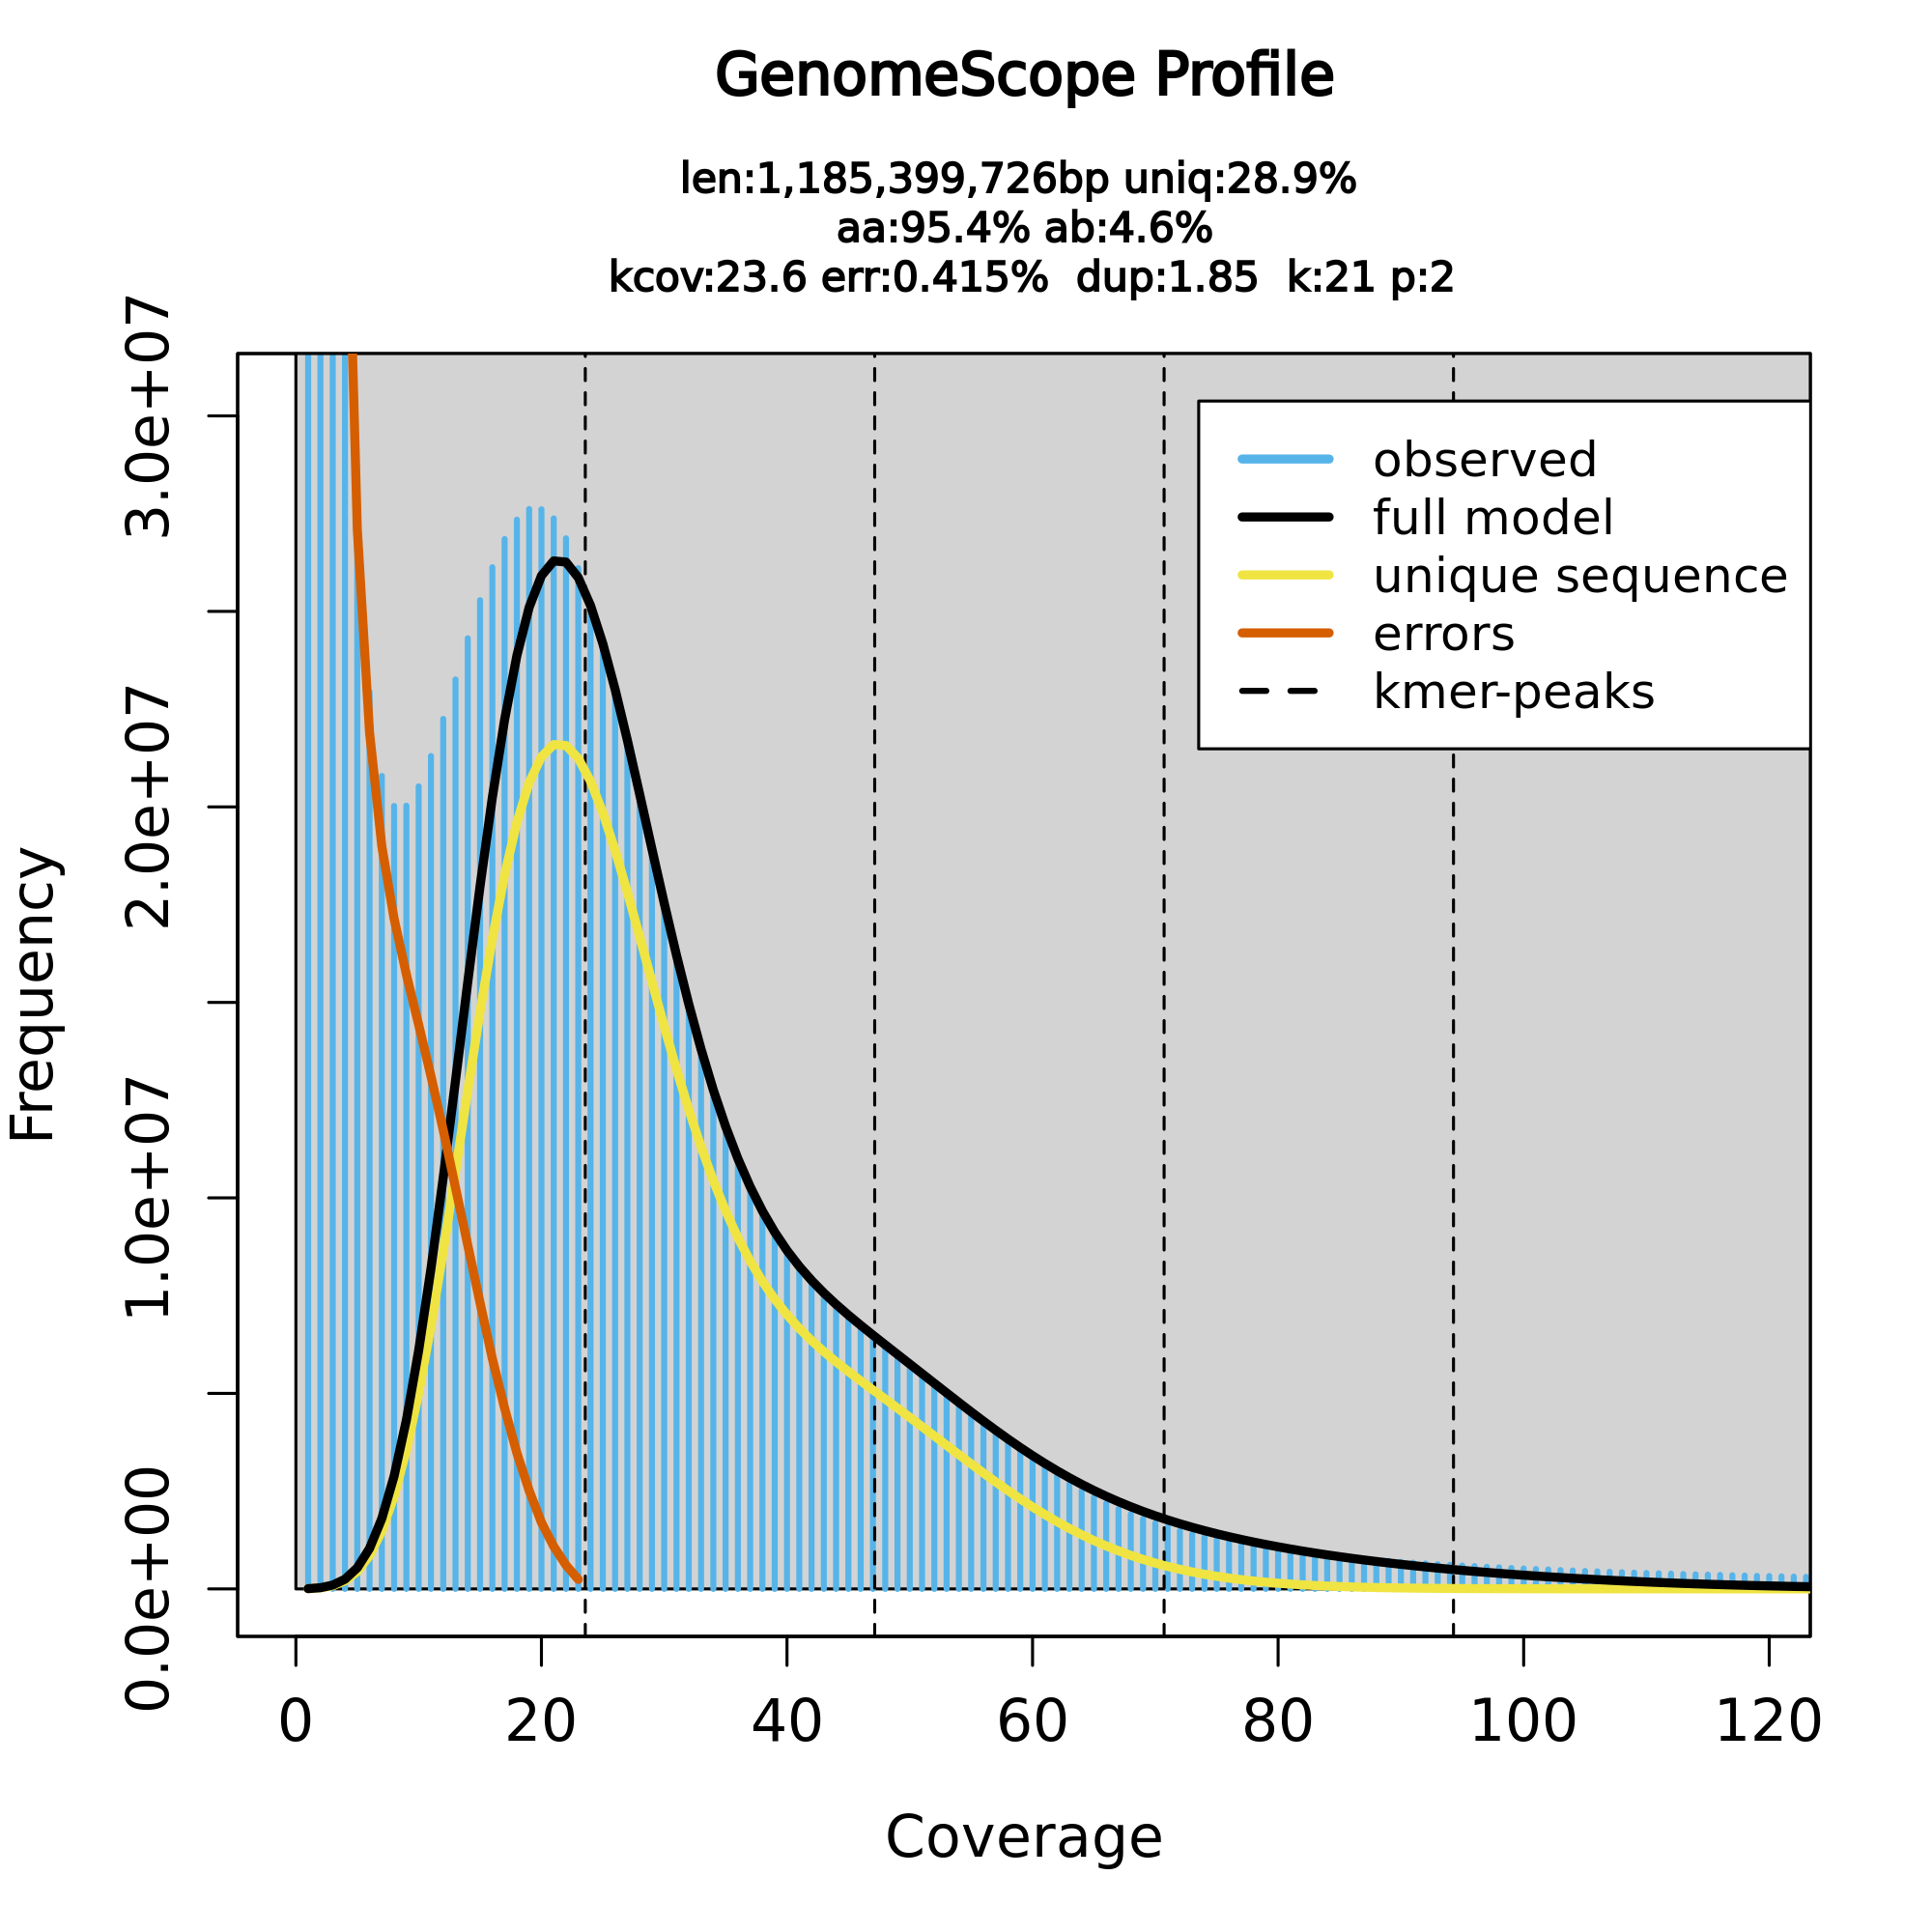 GenomeScope Profile
len:1,185,399,726bp uniq:28.9%
aa:95.4% ab:4.6%
kcov:23.6 err:0.415% dup:1.85 k:21 p:2
observed
full model
unique sequence
errors
kmer-peaks
Frequency
3.0e+07
2.0e+07
1.0e+07
0.0e+00
0 20 40 60 80 100 120
Coverage